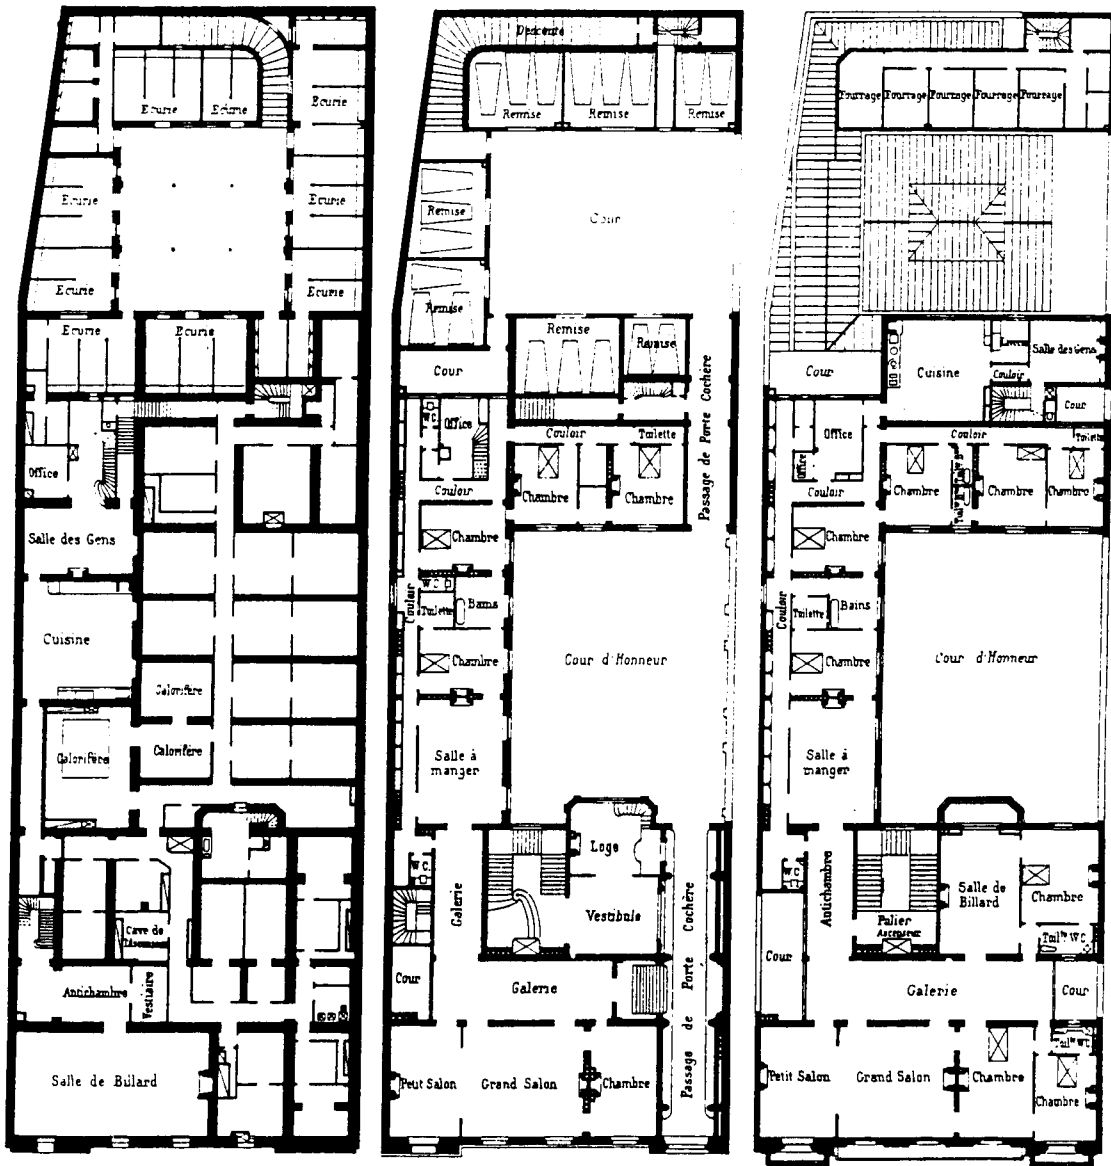 Ecurie
Ecurie
Ecurie
Ecurie
Ecurie
Ecurie
Ecurie
Ecurie
Ecurie
Office
Salle des Gens
Cuisine
Calorifère
Calorifère
Calorifère
Cave de
l'Ascenseur
Antichambre
Vestiaire
Salle de Billard
Descente
Remise
Remise
Remise
Remise
Cour
Remise
Remise
Remise
Cour
Passage de Porte Cochère
W.C
Office
Couloir
Toilette
Chambre
Chambre
Couloir
Chambre
W.C
Couloir
Toilette
Bains
Chambre
Cour d'Honneur
Salle à
manger
Loge
W.C
Galerie
Vestibule
Cour
Galerie
Passage de Porte Cochère
Petit Salon
Grand Salon
Chambre
Fourrage
Fourrage
Fourrage
Fourrage
Fourrage
Cour
Cuisine
Salle des Gens
Couloir
Cour
Office
Office
Couloir
Toilette
Couloir
Chambre
Chambre
Chambre
Chambre
Couloir
Toilette
Bains
Chambre
Cour d'Honneur
Salle à
manger
Antichambre
W.C
Palier
Ascenseur
Salle de
Billard
Chambre
Toil.te W.C
Cour
Galerie
Cour
Toil.te W.C
Petit Salon
Grand Salon
Chambre
Chambre